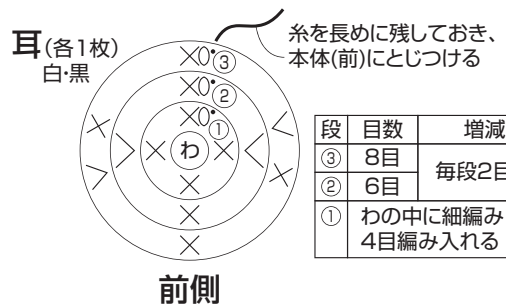 耳(各1枚)
白・黒
糸を長めに残しておき、
本体(前)にとじつける
③
②
①
わ
前側
段 目数 増減
③ 8目 毎段2目
② 6目
① わの中に細編み
4目編み入れる